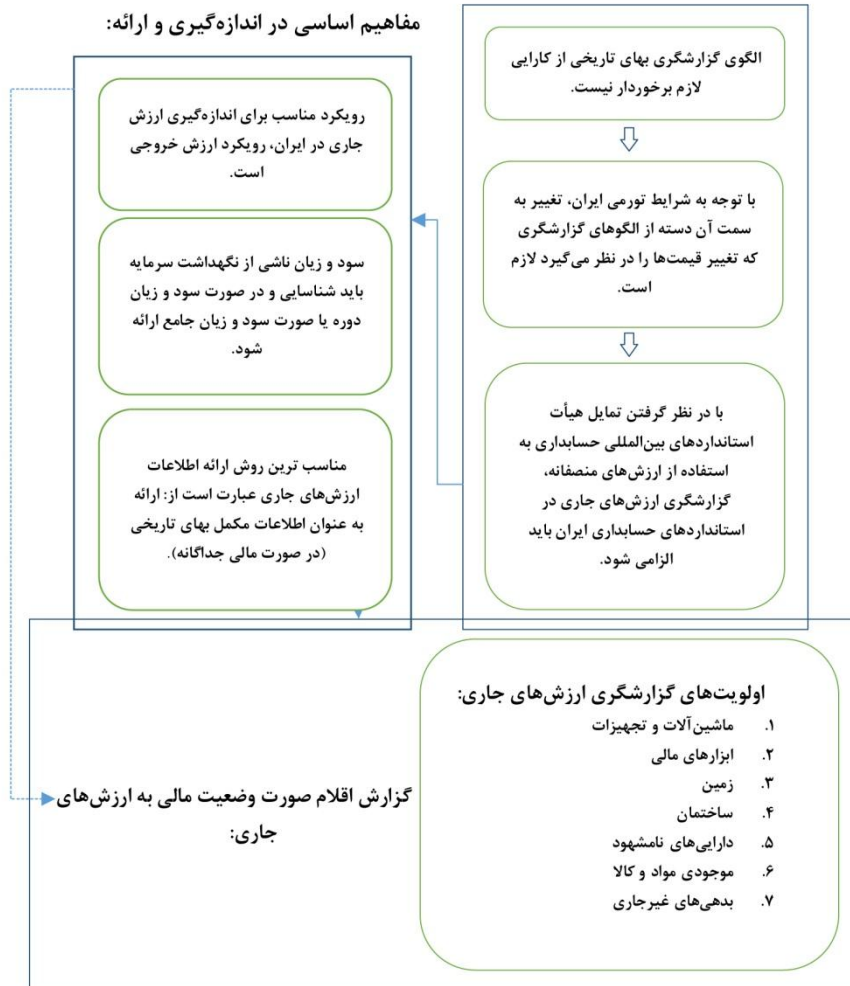 الگوی گزارشگری بهای تاریخی از کارایی
لازم برخوردار نیست.
با توجه به شرایط تورمی ایران، تغییر به
سمت آن دسته از الگوهای گزارشگری
که تغییر قیمت‌ها را در نظر می‌گیرد لازم
است.
با در نظر گرفتن تمایل هیأت
استانداردهای بین‌المللی حسابداری به
استفاده از ارزش‌های منصفانه،
گزارشگری ارزش‌های جاری در
استانداردهای حسابداری ایران باید
الزامی شود.
مفاهیم اساسی در اندازه‌گیری و ارائه:
رویکرد مناسب برای اندازه‌گیری ارزش
جاری در ایران، رویکرد ارزش خروجی
است.
سود و زیان ناشی از نگهداشت سرمایه
باید شناسایی و در صورت سود و زیان
دوره یا صورت سود و زیان جامع ارائه
شود.
مناسب ترین روش ارائه اطلاعات
ارزش‌های جاری عبارت است از: ارائه
به عنوان اطلاعات مکمل بهای تاریخی
(در صورت مالی جداگانه).
اولویت‌های گزارشگری ارزش‌های جاری:
۱. ماشین‌آلات و تجهیزات
۲. ابزارهای مالی
۳. زمین
۴. ساختمان
۵. دارایی‌های نامشهود
۶. موجودی مواد و کالا
۷. بدهی‌های غیرجاری
گزارش اقلام صورت وضعیت مالی به ارزش‌های
جاری: